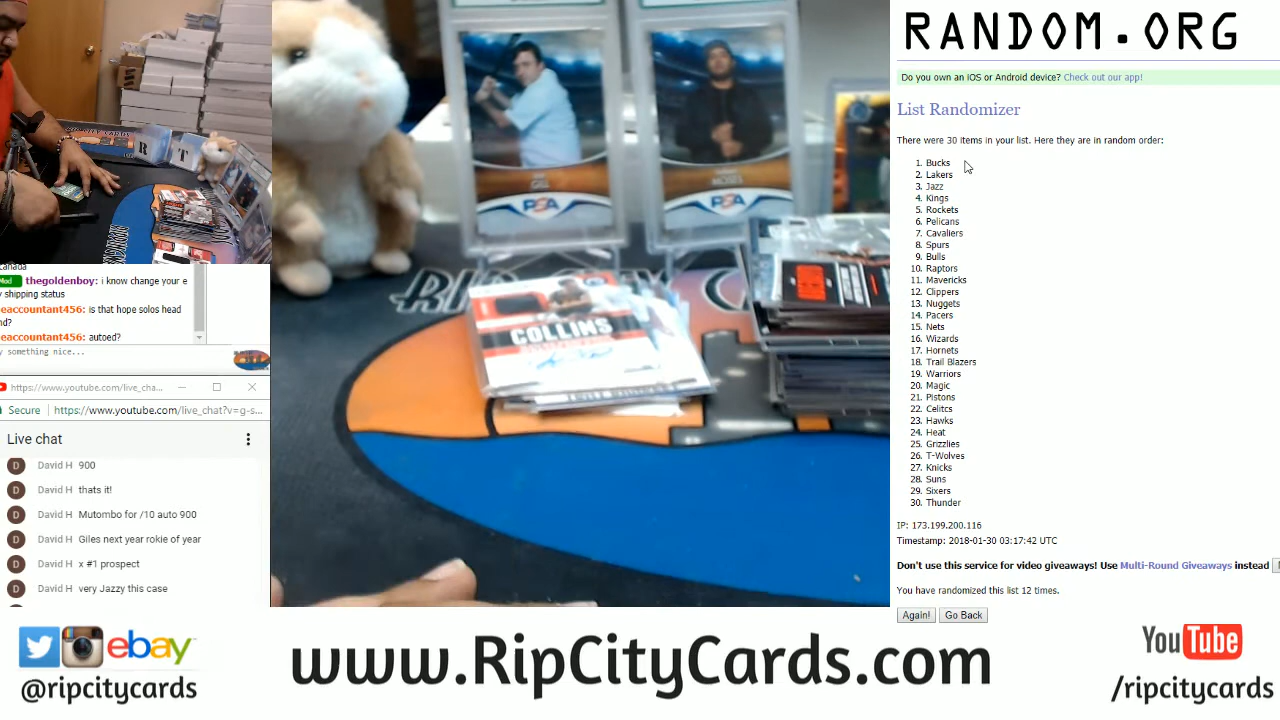 RANDOM.ORG
Do you own an iOS or Android device? Check out our app!
List Randomizer
There were 30 items in your list. Here they are in random order:
1. Bucks
2. Lakers
3. Jazz
4. Kings
5. Rockets
6. Pelicans
7. Cavaliers
8. Spurs
9. Bulls
10. Raptors
11. Mavericks
12. Clippers
13. Nuggets
14. Pacers
15. Nets
16. Wizards
17. Hornets
18. Trail Blazers
19. Warriors
20. Magic
21. Pistons
22. Celitcs
23. Hawks
24. Heat
25. Grizzlies
26. T-Wolves
27. Knicks
28. Suns
29. Sixers
30. Thunder
IP: 173.199.200.116
Timestamp: 2018-01-30 03:17:42 UTC
Don't use this service for video giveaways! Use Multi-Round Giveaways instead
You have randomized this list 12 times.
Again! Go Back
R T
PSA
PSA
COLLINS
canada
Mod thegoldenboy: i know change your e
y shipping status
eaccountant456: is that hope solos head
nd?
eaccountant456: autoed?
y something nice...
https://www.youtube.com/live_cha...
Secure https://www.youtube.com/live_chat?v=g-s...
Live chat
D David H 900
D David H thats it!
D David H Mutombo for /10 auto 900
D David H Giles next year rokie of year
D David H x #1 prospect
D David H very Jazzy this case
ebay
@ripcitycards
www.RipCityCards.com
YouTube
/ripcitycards